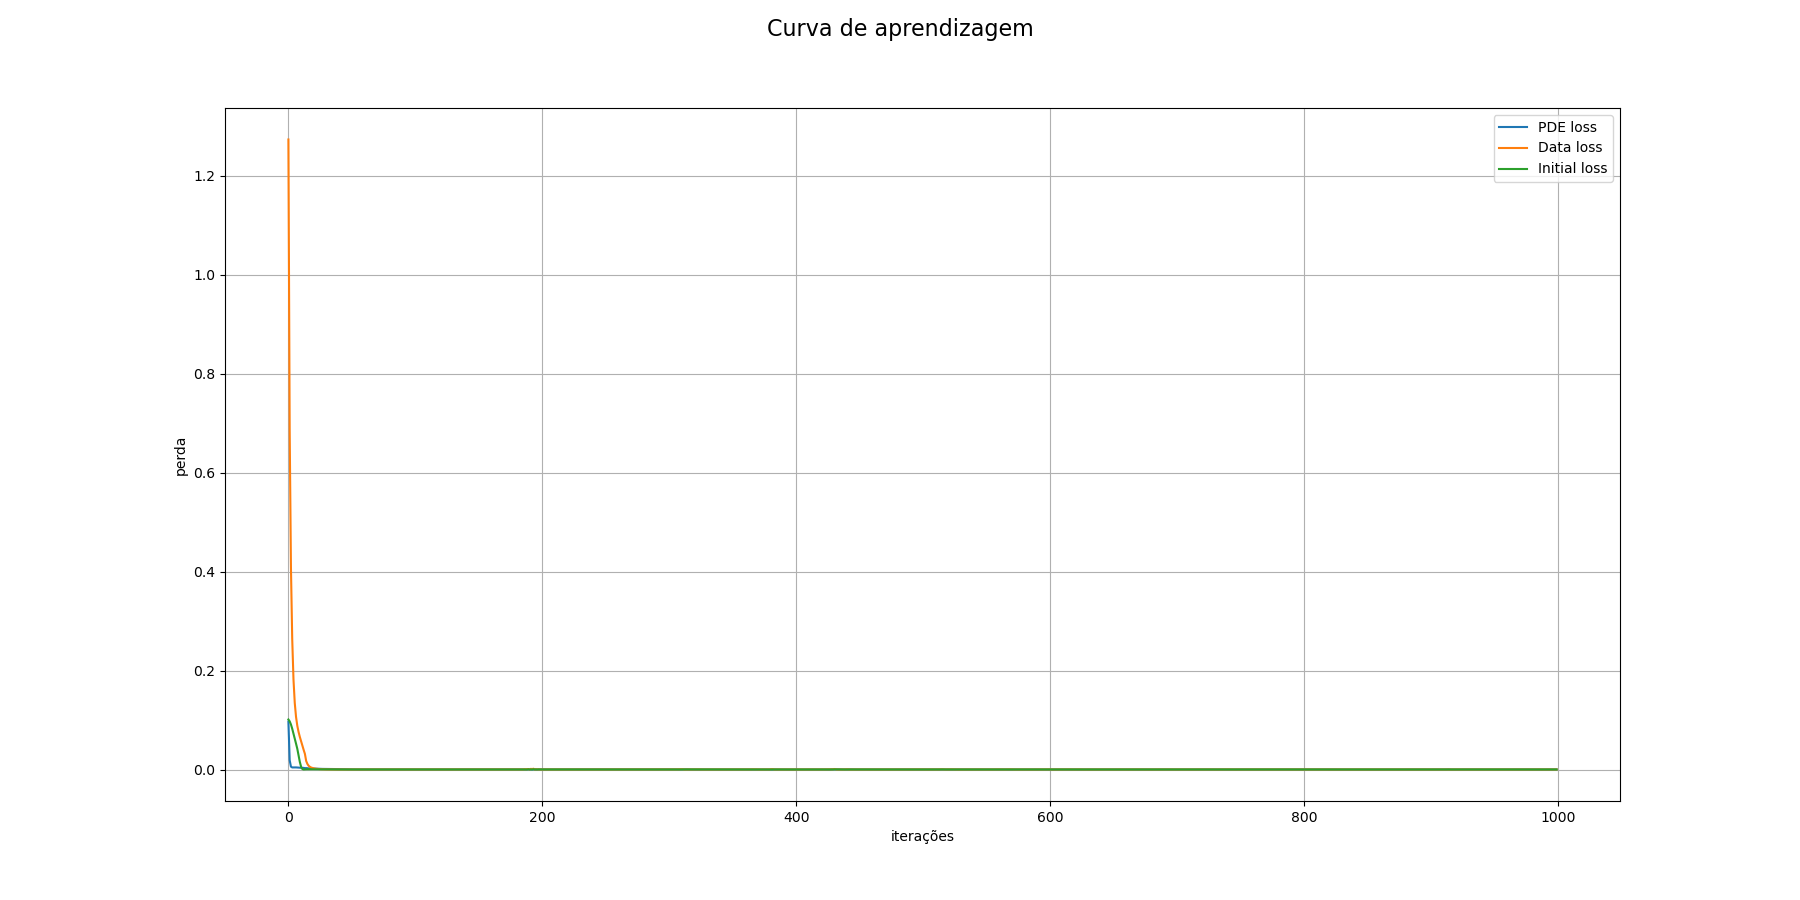 Curva de aprendizagem
PDE loss
Data loss
Initial loss
1.2
1.0
0.8
0.6
0.4
0.2
0.0
perda
0
200
400
600
800
1000
iterações